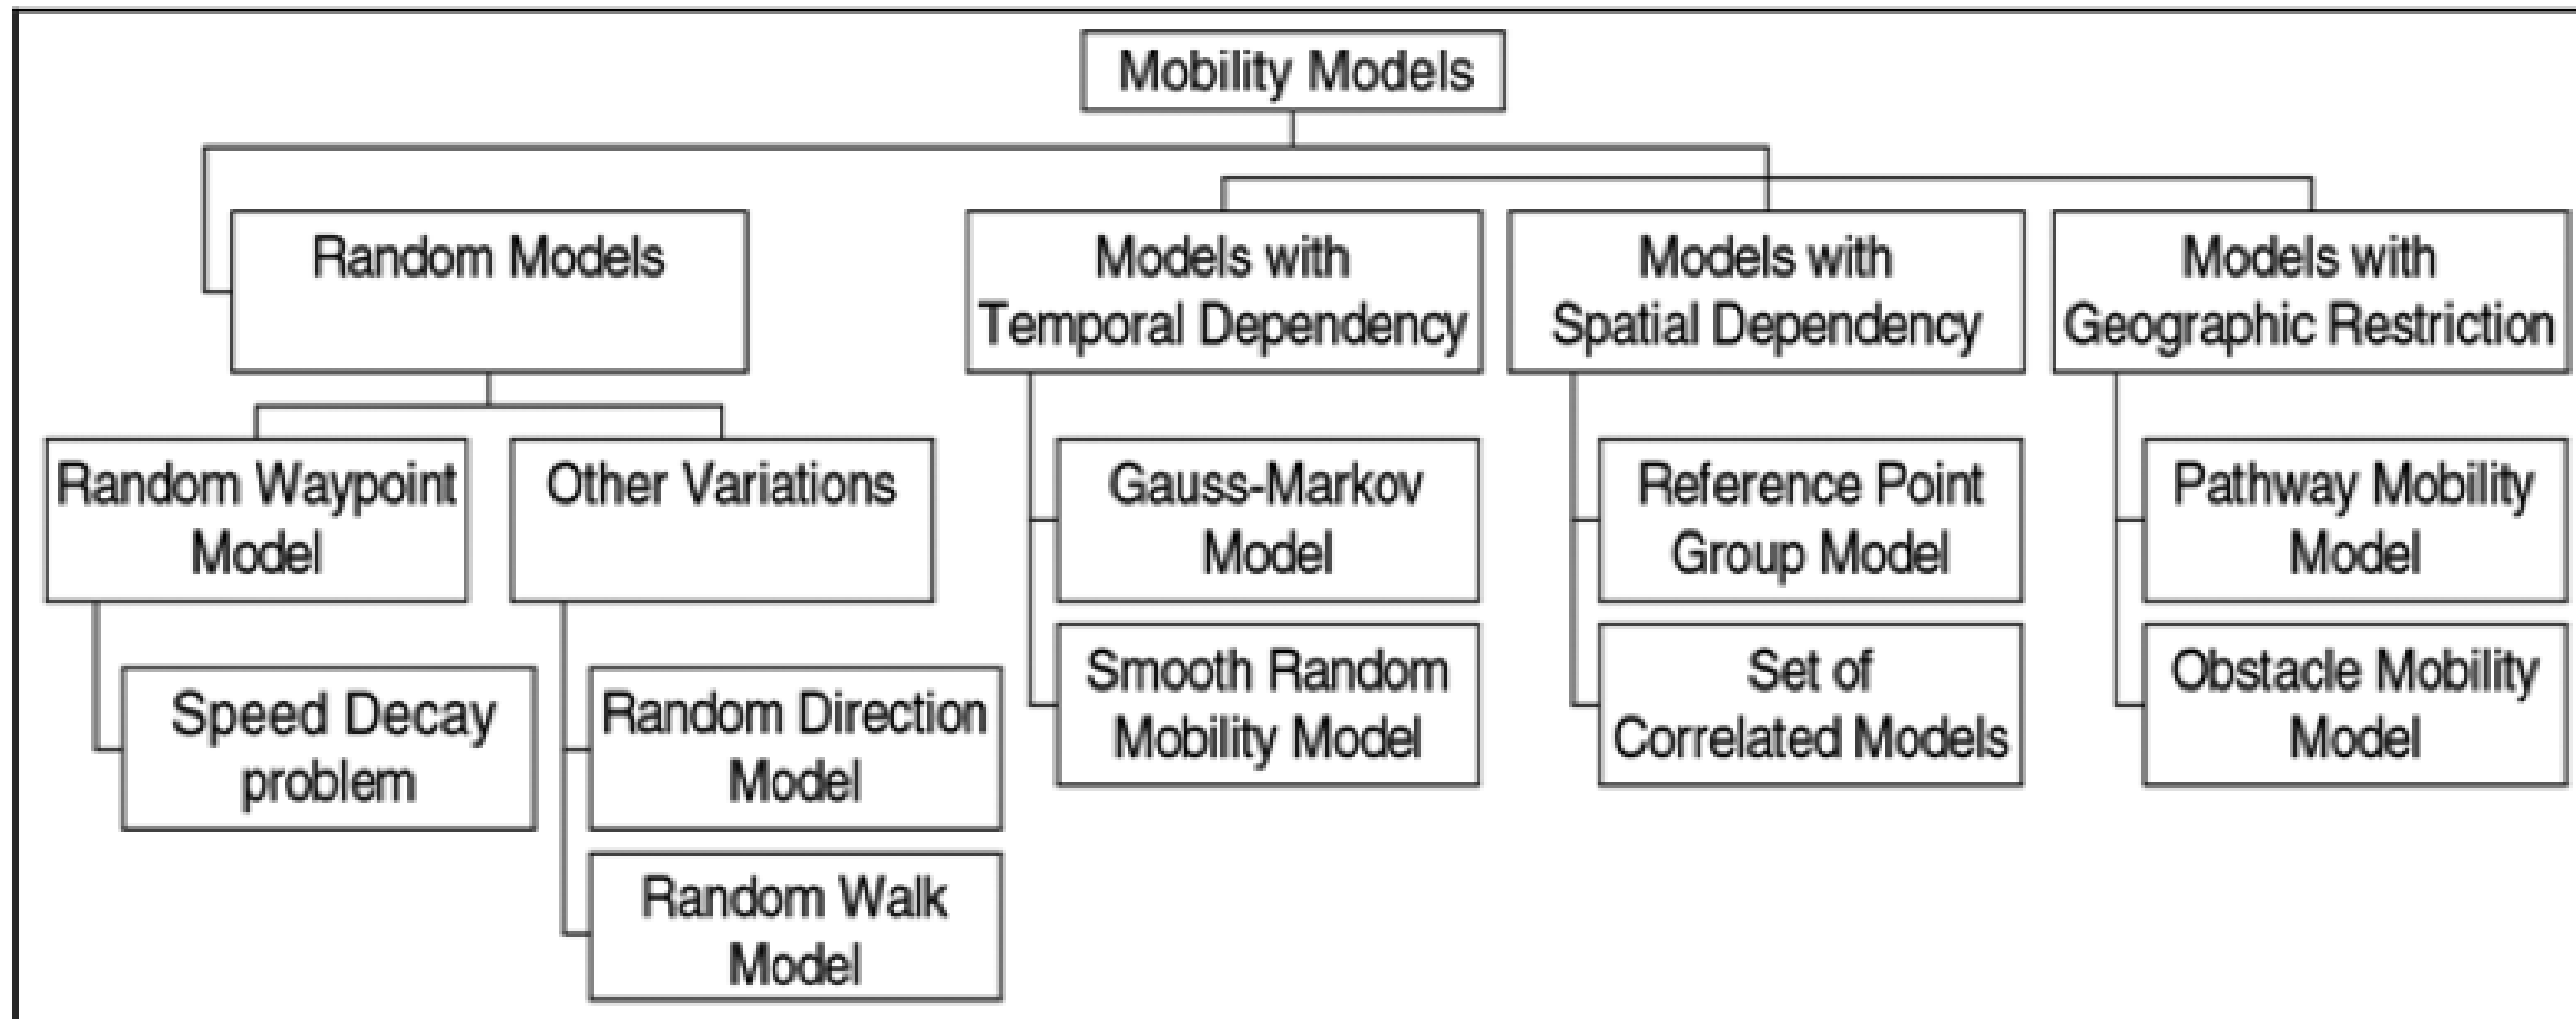 Mobility Models
Random Models
Models with
Temporal Dependency
Models with
Spatial Dependency
Models with
Geographic Restriction
Random Waypoint
Model
Other Variations
Gauss-Markov
Model
Reference Point
Group Model
Pathway Mobility
Model
Speed Decay
problem
Random Direction
Model
Smooth Random
Mobility Model
Set of
Correlated Models
Obstacle Mobility
Model
Random Walk
Model